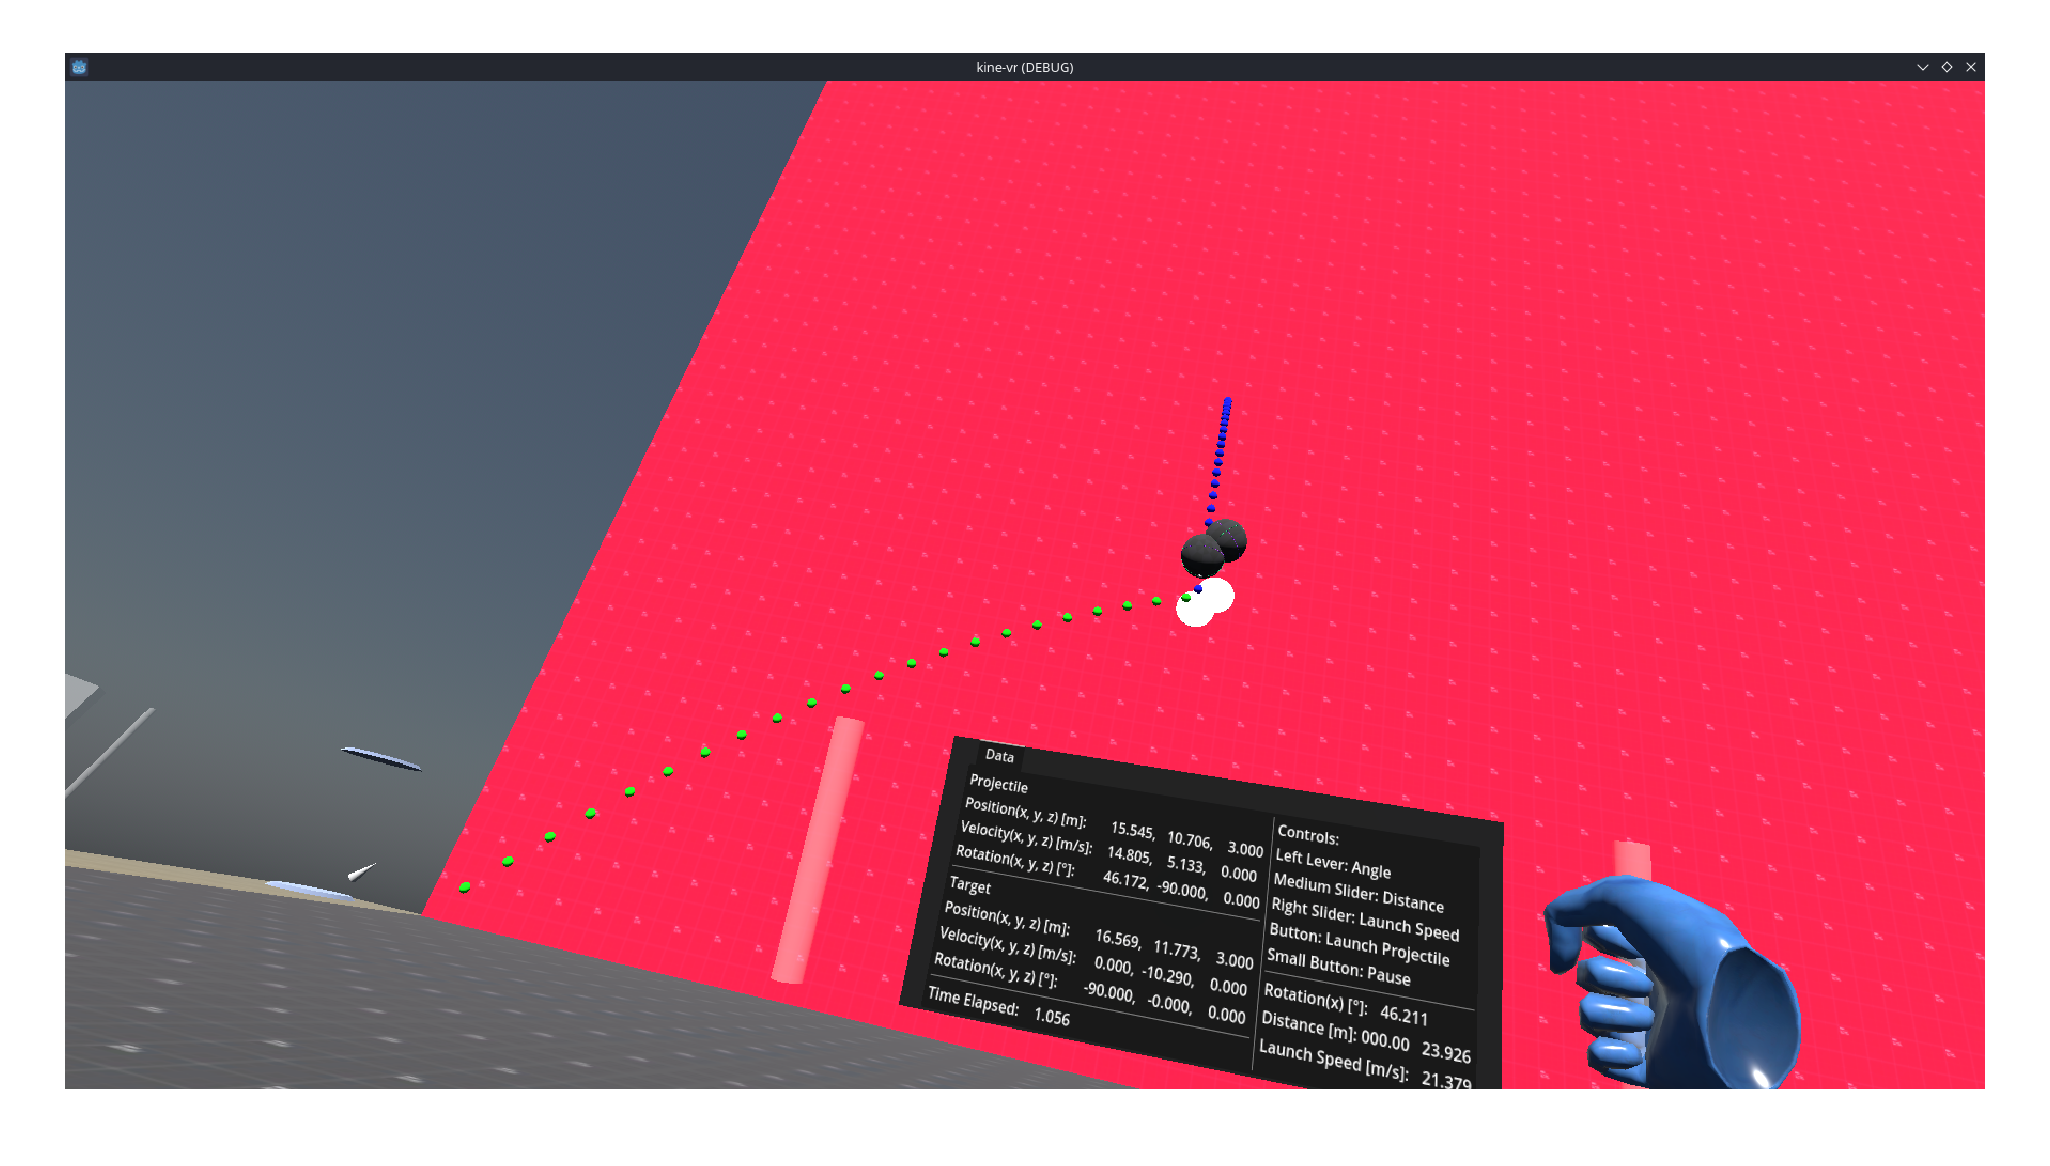 kine-vr (DEBUG)
Data
Projectile
Position(x, y, z) [m]: 15.545, 10.706, 3.000
Velocity(x, y, z) [m/s]: 14.805, 5.133, 0.000
Rotation(x, y, z) [°]: 46.172, -90.000, 0.000
Target
Position(x, y, z) [m]: 16.569, 11.773, 3.000
Velocity(x, y, z) [m/s]: 0.000, -10.290, 0.000
Rotation(x, y, z) [°]: -90.000, -0.000, 0.000
Time Elapsed: 1.056
Controls:
Left Lever: Angle
Medium Slider: Distance
Right Slider: Launch Speed
Button: Launch Projectile
Small Button: Pause
Rotation(x) [°]: 46.211
Distance [m]: 000.00 23.926
Launch Speed [m/s]: 21.379